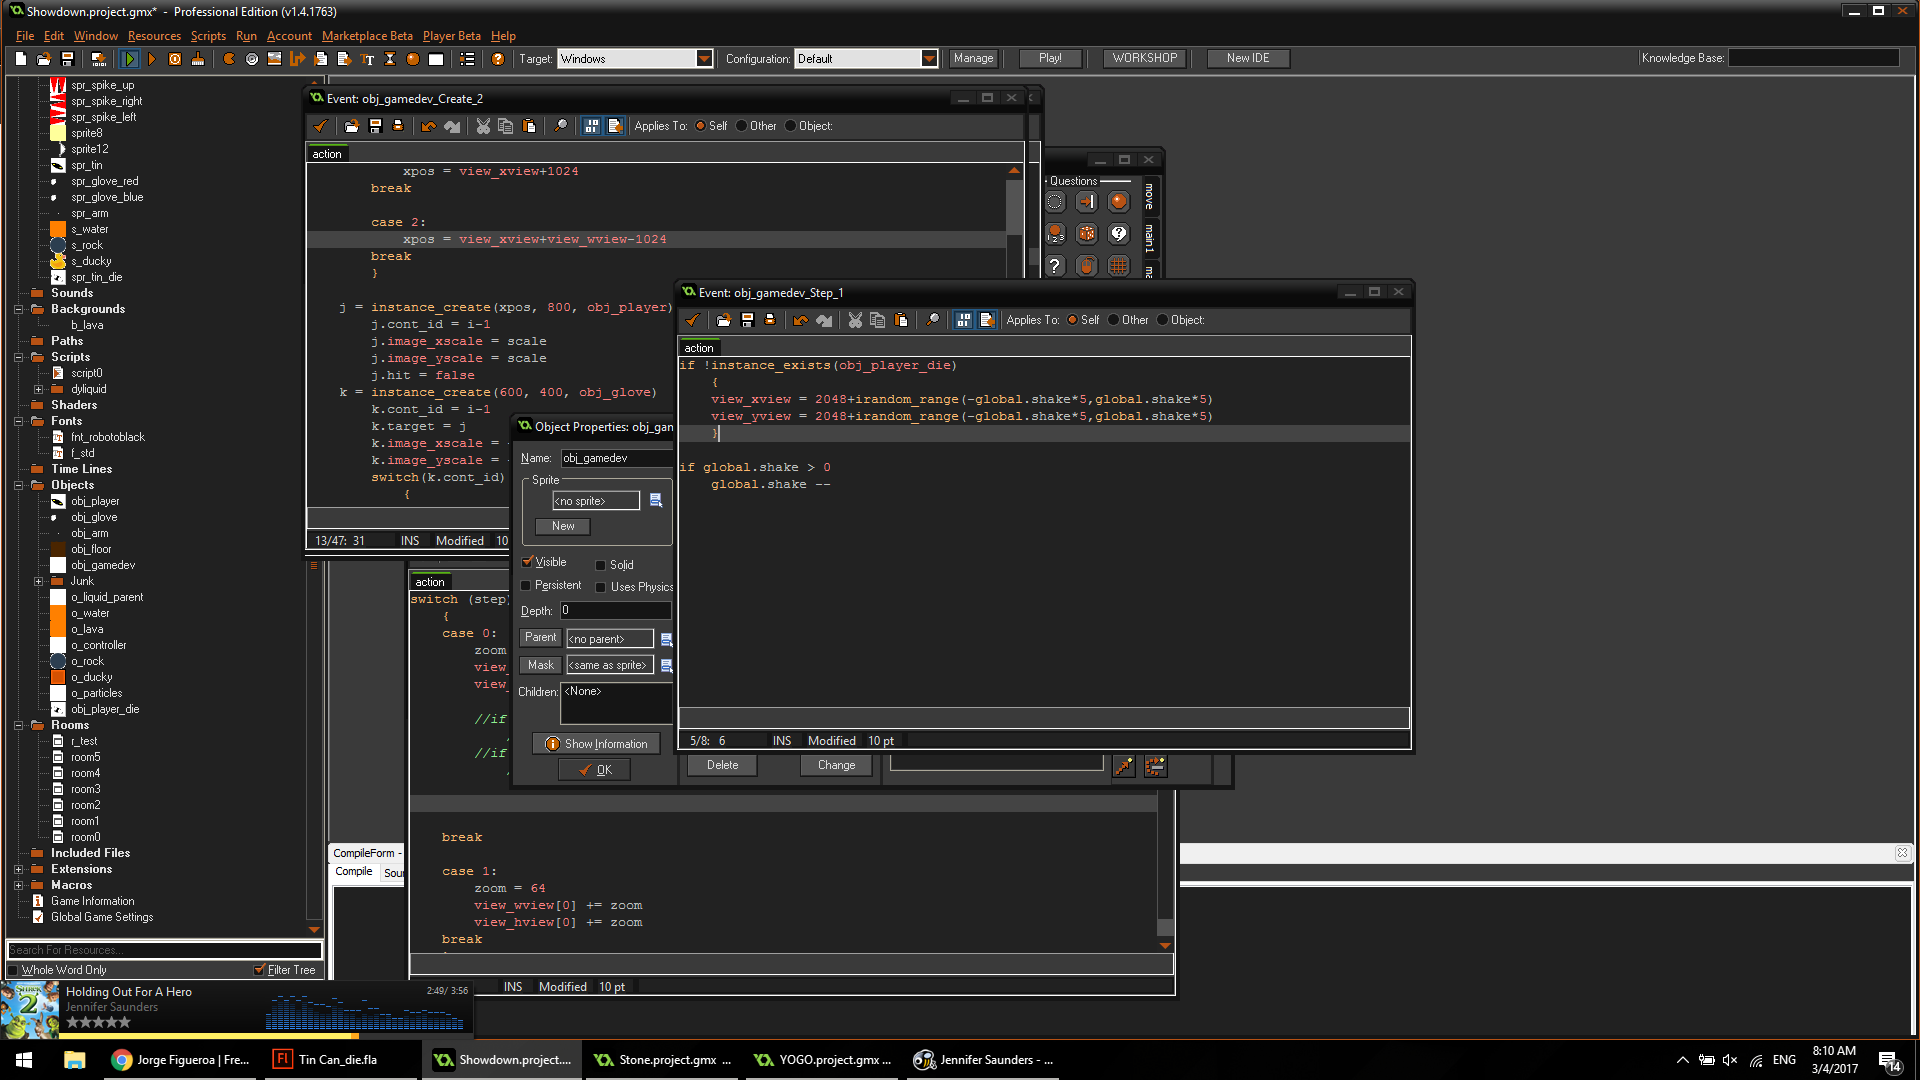 Showdown.project.gmx* - Professional Edition (v1.4.1763)
File Edit Window Resources Scripts Run Account Marketplace Beta Player Beta Help
Target: Windows Configuration: Default Manage Play! WORKSHOP New IDE Knowledge Base:
spr_spike_up
spr_spike_right
spr_spike_left
sprite8
sprite12
spr_tin
spr_glove_red
spr_glove_blue
spr_arm
s_water
s_rock
s_ducky
spr_tin_die
Sounds
Backgrounds
b_lava
Paths
Scripts
script0
dyliquid
Shaders
Fonts
fnt_robotoblack
f_std
Time Lines
Objects
obj_player
obj_glove
obj_arm
obj_floor
obj_gamedev
Junk
o_liquid_parent
o_water
o_lava
o_controller
o_rock
o_ducky
o_particles
obj_player_die
Rooms
r_test
room5
room4
room3
room2
room1
room0
Included Files
Extensions
Macros
Game Information
Global Game Settings
Search For Resources...
Whole Word Only Filter Tree
Event: obj_gamedev_Create_2
Applies To: Self Other Object:
action
xpos = view_xview+1024
break
case 2:
xpos = view_xview+view_wview-1024
break
}
j = instance_create(xpos, 800, obj_player)
j.cont_id = i-1
j.image_xscale = scale
j.image_yscale = scale
j.hit = false
k = instance_create(600, 400, obj_glove)
k.cont_id = i-1
k.target = j
k.image_xscale =
k.image_yscale =
switch(k.cont_id)
{
13/47: 31 INS Modified 10
Questions
move
main1
Object Properties: obj_gam
Name: obj_gamedev
Sprite
<no sprite>
New
Visible Solid
Persistent Uses Physics
Depth: 0
Parent <no parent>
Mask <same as sprite>
Children: <None>
Show Information
OK
Delete Change
Event: obj_gamedev_Step_1
Applies To: Self Other Object:
action
if !instance_exists(obj_player_die)
{
view_xview = 2048+irandom_range(-global.shake*5,global.shake*5)
view_yview = 2048+irandom_range(-global.shake*5,global.shake*5)
}
if global.shake > 0
global.shake --
5/8: 6 INS Modified 10 pt
action
switch (step)
{
case 0:
zoom
view_
view_
//if
//if
break
case 1:
zoom = 64
view_wview[0] += zoom
view_hview[0] += zoom
break
INS Modified 10 pt
CompileForm -
Compile Sour
Holding Out For A Hero
Jennifer Saunders
2:49/ 3:56
Jorge Figueroa | Fre...
Tin Can_die.fla
Showdown.project....
Stone.project.gmx ...
YOGO.project.gmx ...
Jennifer Saunders - ...
ENG
8:10 AM
3/4/2017
14